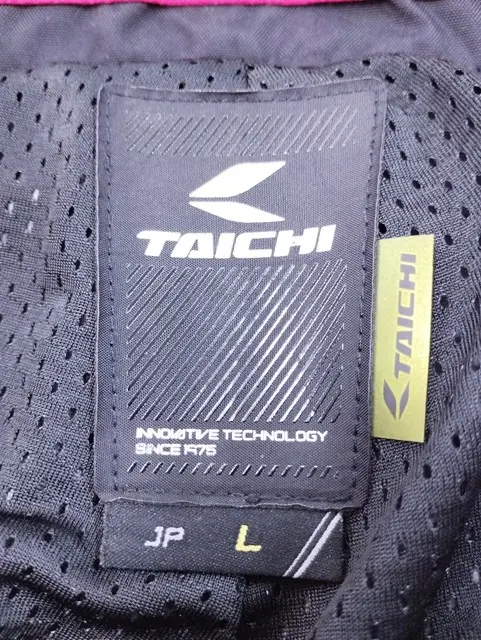 TAICHI
TAICHI
INNOVATIVE TECHNOLOGY
SINCE 1975
JP L